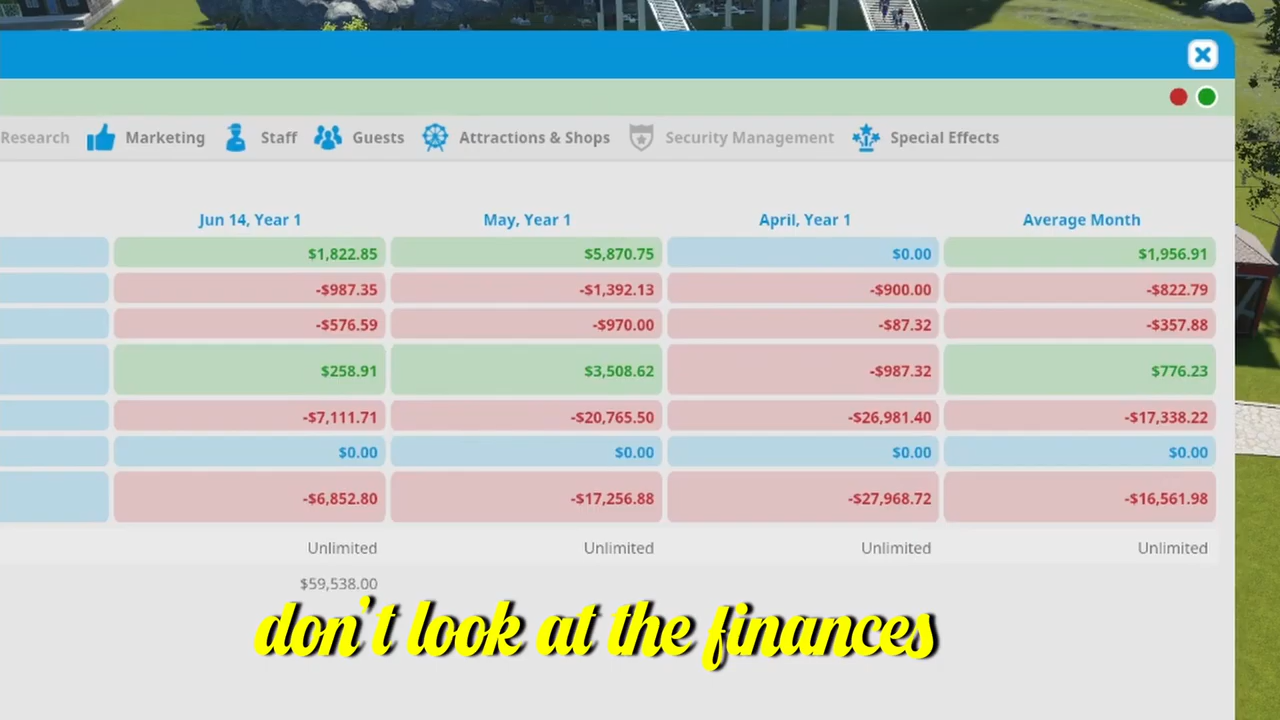 Research Marketing Staff Guests Attractions & Shops Security Management Special Effects
Jun 14, Year 1 May, Year 1 April, Year 1 Average Month
$1,822.85 $5,870.75 $0.00 $1,956.91
-$987.35 -$1,392.13 -$900.00 -$822.79
-$576.59 -$970.00 -$87.32 -$357.88
$258.91 $3,508.62 -$987.32 $776.23
-$7,111.71 -$20,765.50 -$26,981.40 -$17,338.22
$0.00 $0.00 $0.00 $0.00
-$6,852.80 -$17,256.88 -$27,968.72 -$16,561.98
Unlimited Unlimited Unlimited Unlimited
$59,538.00
don't look at the finances